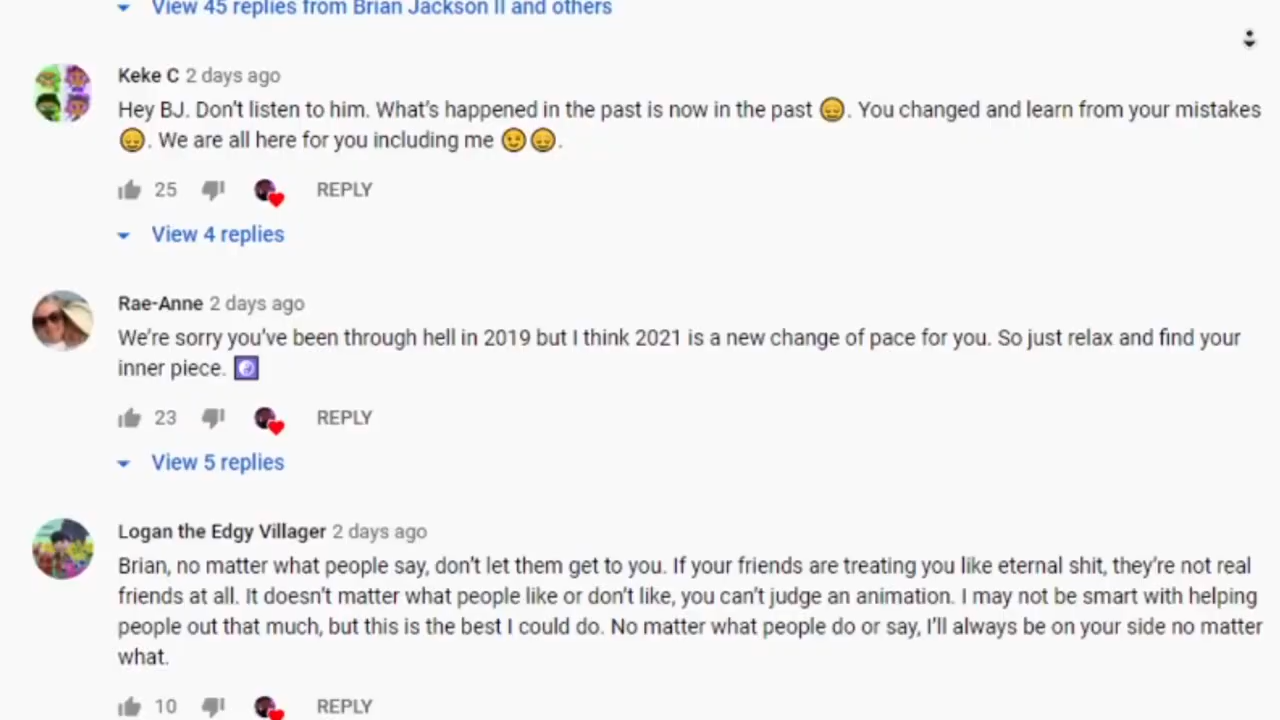 View 45 replies from Brian Jackson II and others
Keke C 2 days ago
Hey BJ. Don't listen to him. What's happened in the past is now in the past 😔. You changed and learn from your mistakes
😔. We are all here for you including me 😉😔.
25 REPLY
View 4 replies
Rae-Anne 2 days ago
We're sorry you've been through hell in 2019 but I think 2021 is a new change of pace for you. So just relax and find your
inner piece. ☯
23 REPLY
View 5 replies
Logan the Edgy Villager 2 days ago
Brian, no matter what people say, don't let them get to you. If your friends are treating you like eternal shit, they're not real
friends at all. It doesn't matter what people like or don't like, you can't judge an animation. I may not be smart with helping
people out that much, but this is the best I could do. No matter what people do or say, I'll always be on your side no matter
what.
10 REPLY